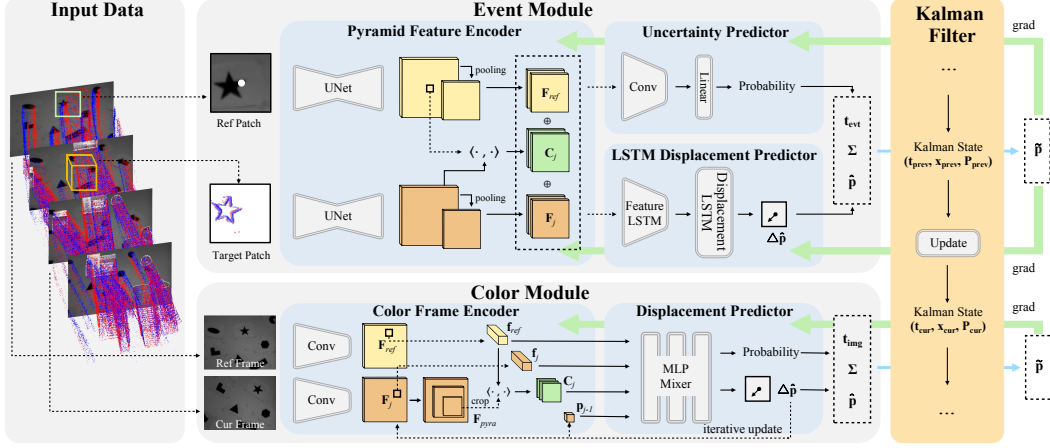 Input Data
Event Module
Pyramid Feature Encoder
Uncertainty Predictor
Kalman
Filter
grad
pooling
UNet
F_ref
Conv
Linear
Probability
...
Ref Patch
⊕
t_evt
⟨· , ·⟩
C_j
Σ
Kalman State
(t_prev, x_prev, P_prev)
p̃
LSTM Displacement Predictor
⊕
p̂
pooling
UNet
F_j
Feature
LSTM
Displacement
LSTM
Δp̂
Target Patch
Update
grad
Color Module
Color Frame Encoder
Displacement Predictor
Kalman State
(t_cur, x_cur, P_cur)
grad
f_ref
Conv
F_ref
f_j
Probability
t_img
Ref Frame
MLP
Mixer
Σ
p̃
Conv
F_j
crop
⟨· , ·⟩
C_j
Δp̂
p̂
F_pyra
p_j-1
iterative update
...
Cur Frame